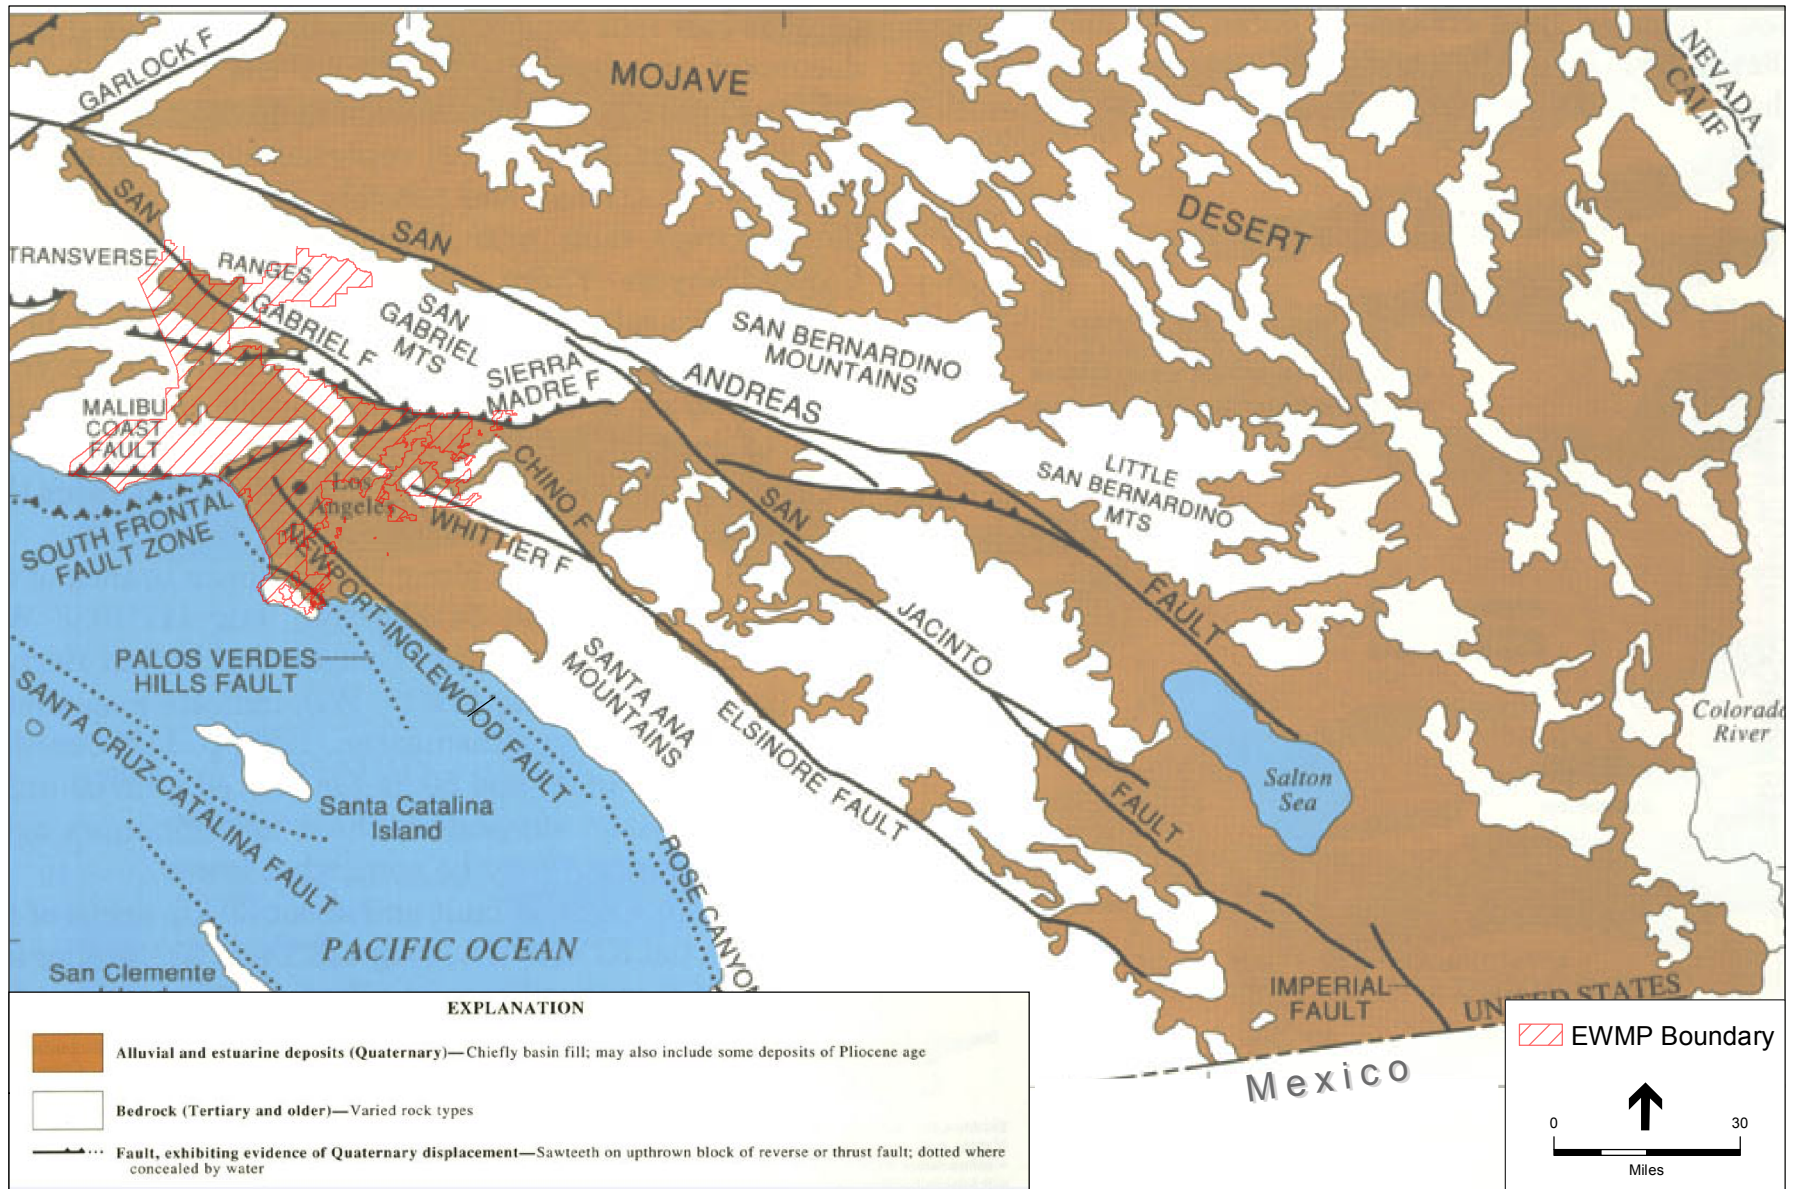 GARLOCK F
MOJAVE
NEVADA
CALIF
DESERT
SAN
SAN
TRANSVERSE
RANGES
GABRIEL F
SAN
GABRIEL
MTS
SIERRA
MADRE F
SAN BERNARDINO
MOUNTAINS
ANDREAS
MALIBU
COAST
FAULT
LITTLE
SAN BERNARDINO
MTS
CHINO F
SAN
Los
Angeles
WHITTIER F
SOUTH FRONTAL
FAULT ZONE
NEWPORT-INGLEWOOD FAULT
FAULT
JACINTO
PALOS VERDES
HILLS FAULT
SANTA ANA
MOUNTAINS
SANTA CRUZ-CATALINA FAULT
ELSINORE FAULT
Colorado
River
Salton
Sea
Santa Catalina
Island
FAULT
ROSE CANYON
PACIFIC OCEAN
San Clemente
IMPERIAL
FAULT
UNITED STATES
Mexico
EXPLANATION
Alluvial and estuarine deposits (Quaternary)—Chiefly basin fill; may also include some deposits of Pliocene age
Bedrock (Tertiary and older)—Varied rock types
Fault, exhibiting evidence of Quaternary displacement—Sawteeth on upthrown block of reverse or thrust fault; dotted where
concealed by water
EWMP Boundary
0 30
Miles